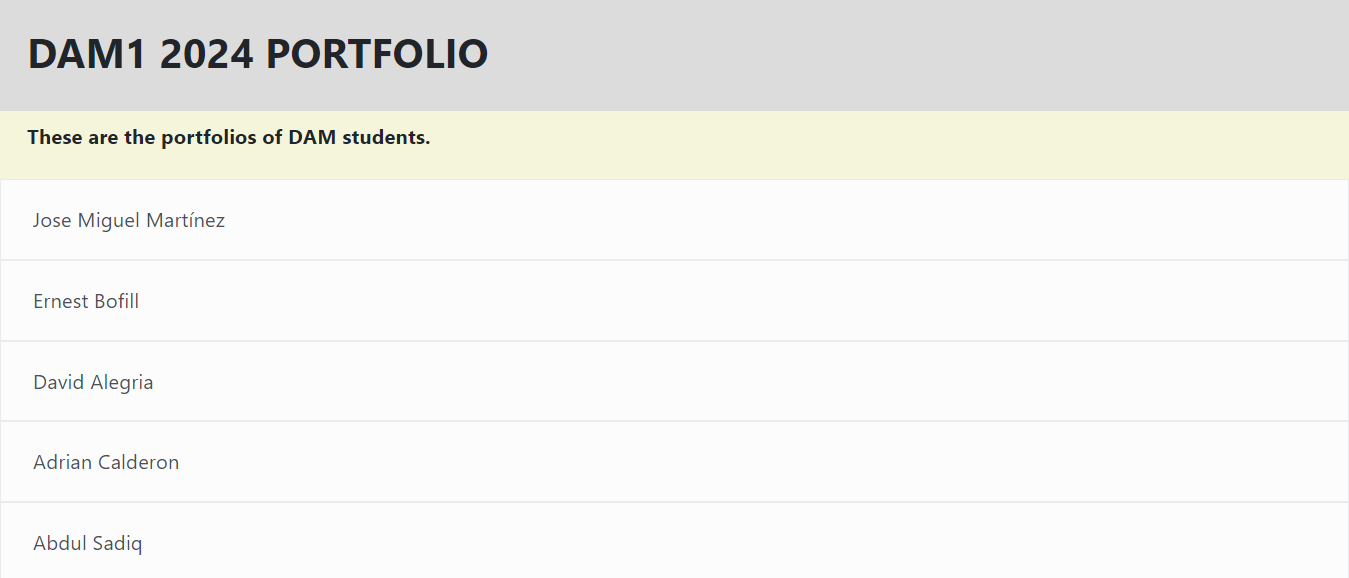 DAM1 2024 PORTFOLIO
These are the portfolios of DAM students.
Jose Miguel Martínez
Ernest Bofill
David Alegria
Adrian Calderon
Abdul Sadiq